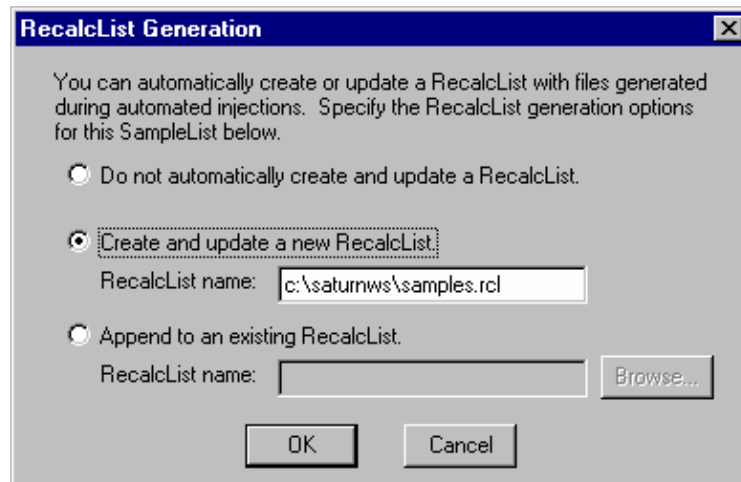 RecalcList Generation
You can automatically create or update a RecalcList with files generated
during automated injections.  Specify the RecalcList generation options
for this SampleList below.
Do not automatically create and update a RecalcList.
Create and update a new RecalcList.
RecalcList name: c:\saturnws\samples.rcl
Append to an existing RecalcList.
RecalcList name: Browse...
OK Cancel